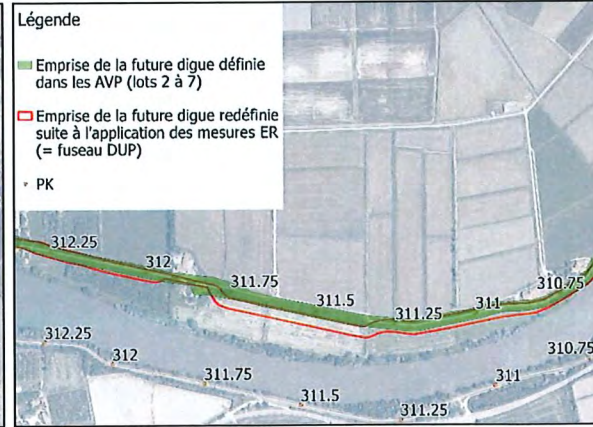 Légende
Emprise de la future digue définie
dans les AVP (lots 2 à 7)
Emprise de la future digue redéfinie
suite à l'application des mesures ER
(= fuseau DUP)
PK
312.25
312
311.75
311.5
311.25
311
310.75
312.25
312
311.75
311.5
311.25
311
310.75